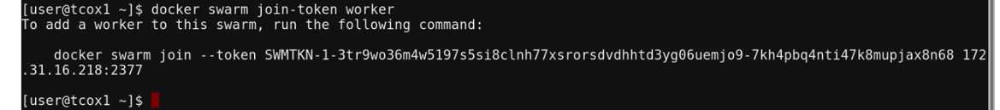 [user@tcox1 ~]$ docker swarm join-token worker
To add a worker to this swarm, run the following command:
docker swarm join --token SWMTKN-1-3tr9wo36m4w5197s5si8clnh77xsrorsdvdhhtd3yg06uemjo9-7kh4pbq4nti47k8mupjax8n68 172
.31.16.218:2377
[user@tcox1 ~]$